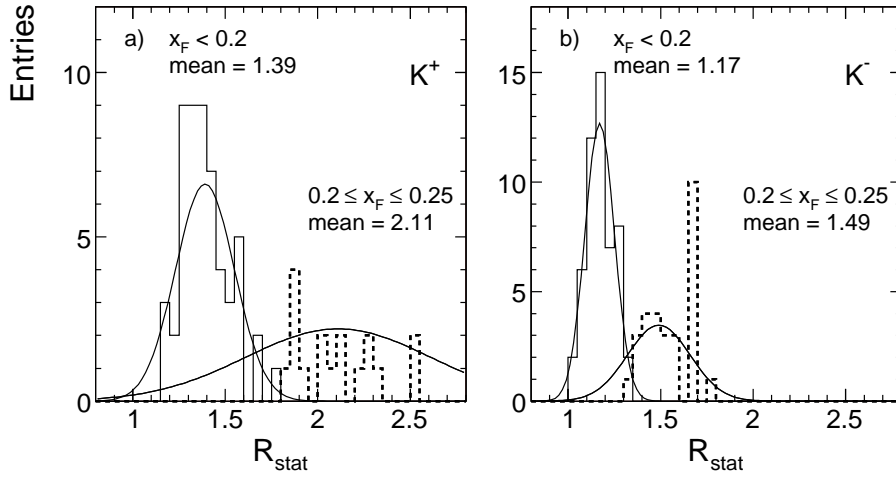 Entries
a)
x_F < 0.2
mean = 1.39
K^+
0.2 ≤ x_F ≤ 0.25
mean = 2.11
10
5
0
1
1.5
2
2.5
R_stat
b)
x_F < 0.2
mean = 1.17
K^-
0.2 ≤ x_F ≤ 0.25
mean = 1.49
15
10
5
0
1
1.5
2
2.5
R_stat